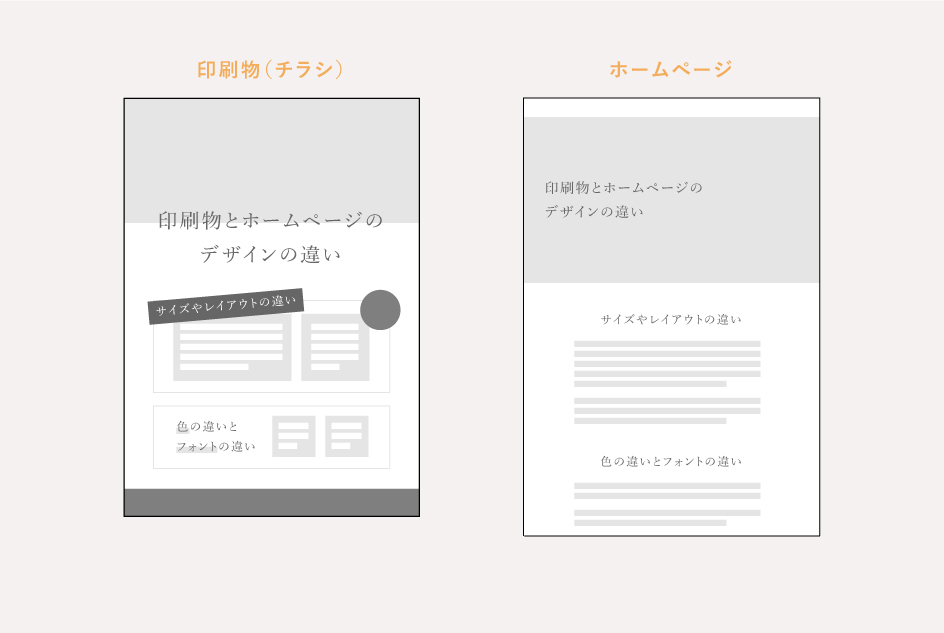 印刷物（チラシ）
印刷物とホームページの
デザインの違い
サイズやレイアウトの違い
色の違いと
フォントの違い
ホームページ
印刷物とホームページの
デザインの違い
サイズやレイアウトの違い
色の違いとフォントの違い